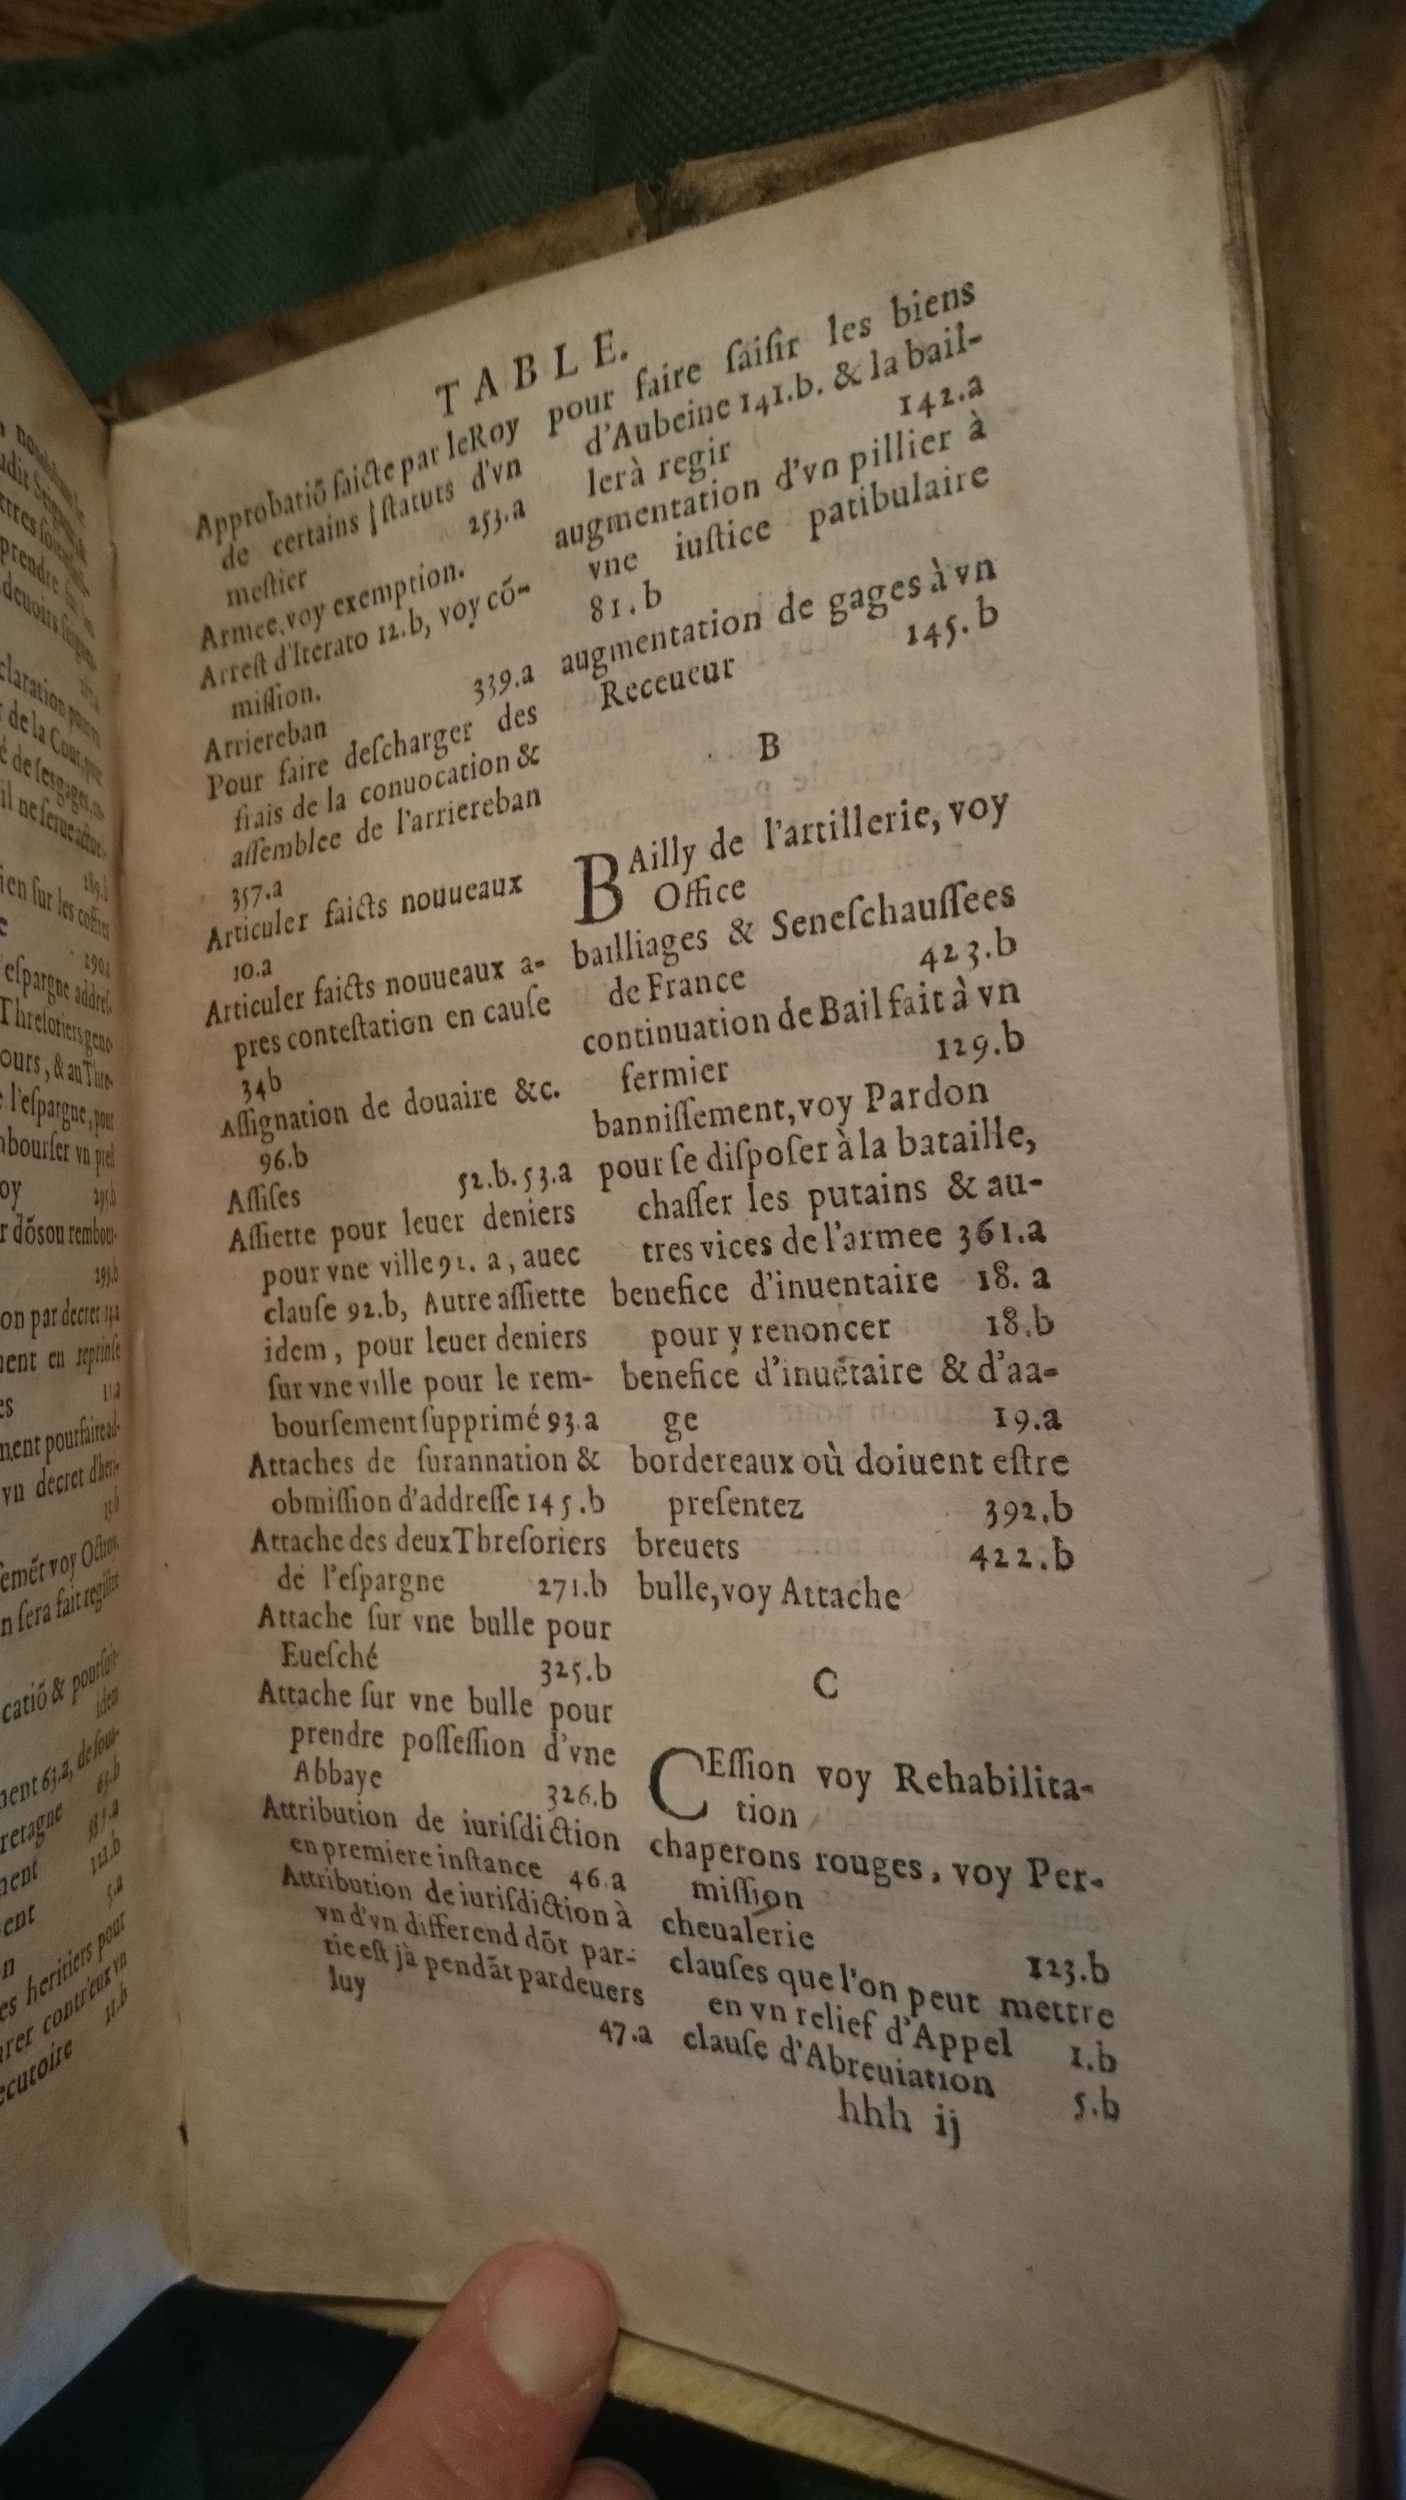 TABLE.
Approbatiõ faicte par leRoy
de certains ſtatuts d'vn
meſtier 253.a
Armee, voy exemption.
Arreſt d'Iterato 12.b, voy cõ-
miſſion.
Arriereban 339.a
Pour faire deſcharger des
frais de la conuocation &
aſſemblee de l'arriereban
357.a
Articuler faicts nouueaux
10.a
Articuler faicts nouueaux a-
pres conteſtation en cauſe
34b
Aſſignation de douaire &c.
96.b
Aſſiſes 52.b. 53.a
Aſſiette pour leuer deniers
pour vne ville 91. a, auec
clauſe 92.b, Autre aſſiette
idem, pour leuer deniers
ſur vne ville pour le rem-
bourſement ſupprimé 93.a
Attaches de ſurannation &
obmiſſion d'addreſſe 145.b
Attache des deux Threſoriers
de l'eſpargne 271.b
Attache ſur vne bulle pour
Eueſché 325.b
Attache ſur vne bulle pour
prendre poſſeſſion d'vne
Abbaye 326.b
Attribution de iuriſdiction
en premiere inſtance 46.a
Attribution de iuriſdiction à
vn d'vn differend dõt par-
tie eſt jà pendãt pardeuers
luy 47.a
pour faire ſaiſir les biens
d'Aubeine 141.b. & la bail-
lerà regir 142.a
augmentation d'vn pillier à
vne iuſtice patibulaire
81.b
augmentation de gages à vn
Receueur 145.b
B
BAilly de l'artillerie, voy
Office
bailliages & Seneſchauſſees
de France 423.b
continuation de Bail fait à vn
fermier 129.b
banniſſement, voy Pardon
pour ſe diſpoſer à la bataille,
chaſſer les putains & au-
tres vices de l'armee 361.a
benefice d'inuentaire 18. a
pour y renoncer 18.b
benefice d'inuẽtaire & d'aa-
ge 19.a
bordereaux où doiuent eſtre
preſentez 392.b
breuets 422.b
bulle, voy Attache
C
CEſſion voy Rehabilita-
tion
chaperons rouges, voy Per-
miſſion
cheualerie 123.b
clauſes que l'on peut mettre
en vn relief d'Appel 1.b
clauſe d'Abreuiation 5.b
hhh ij